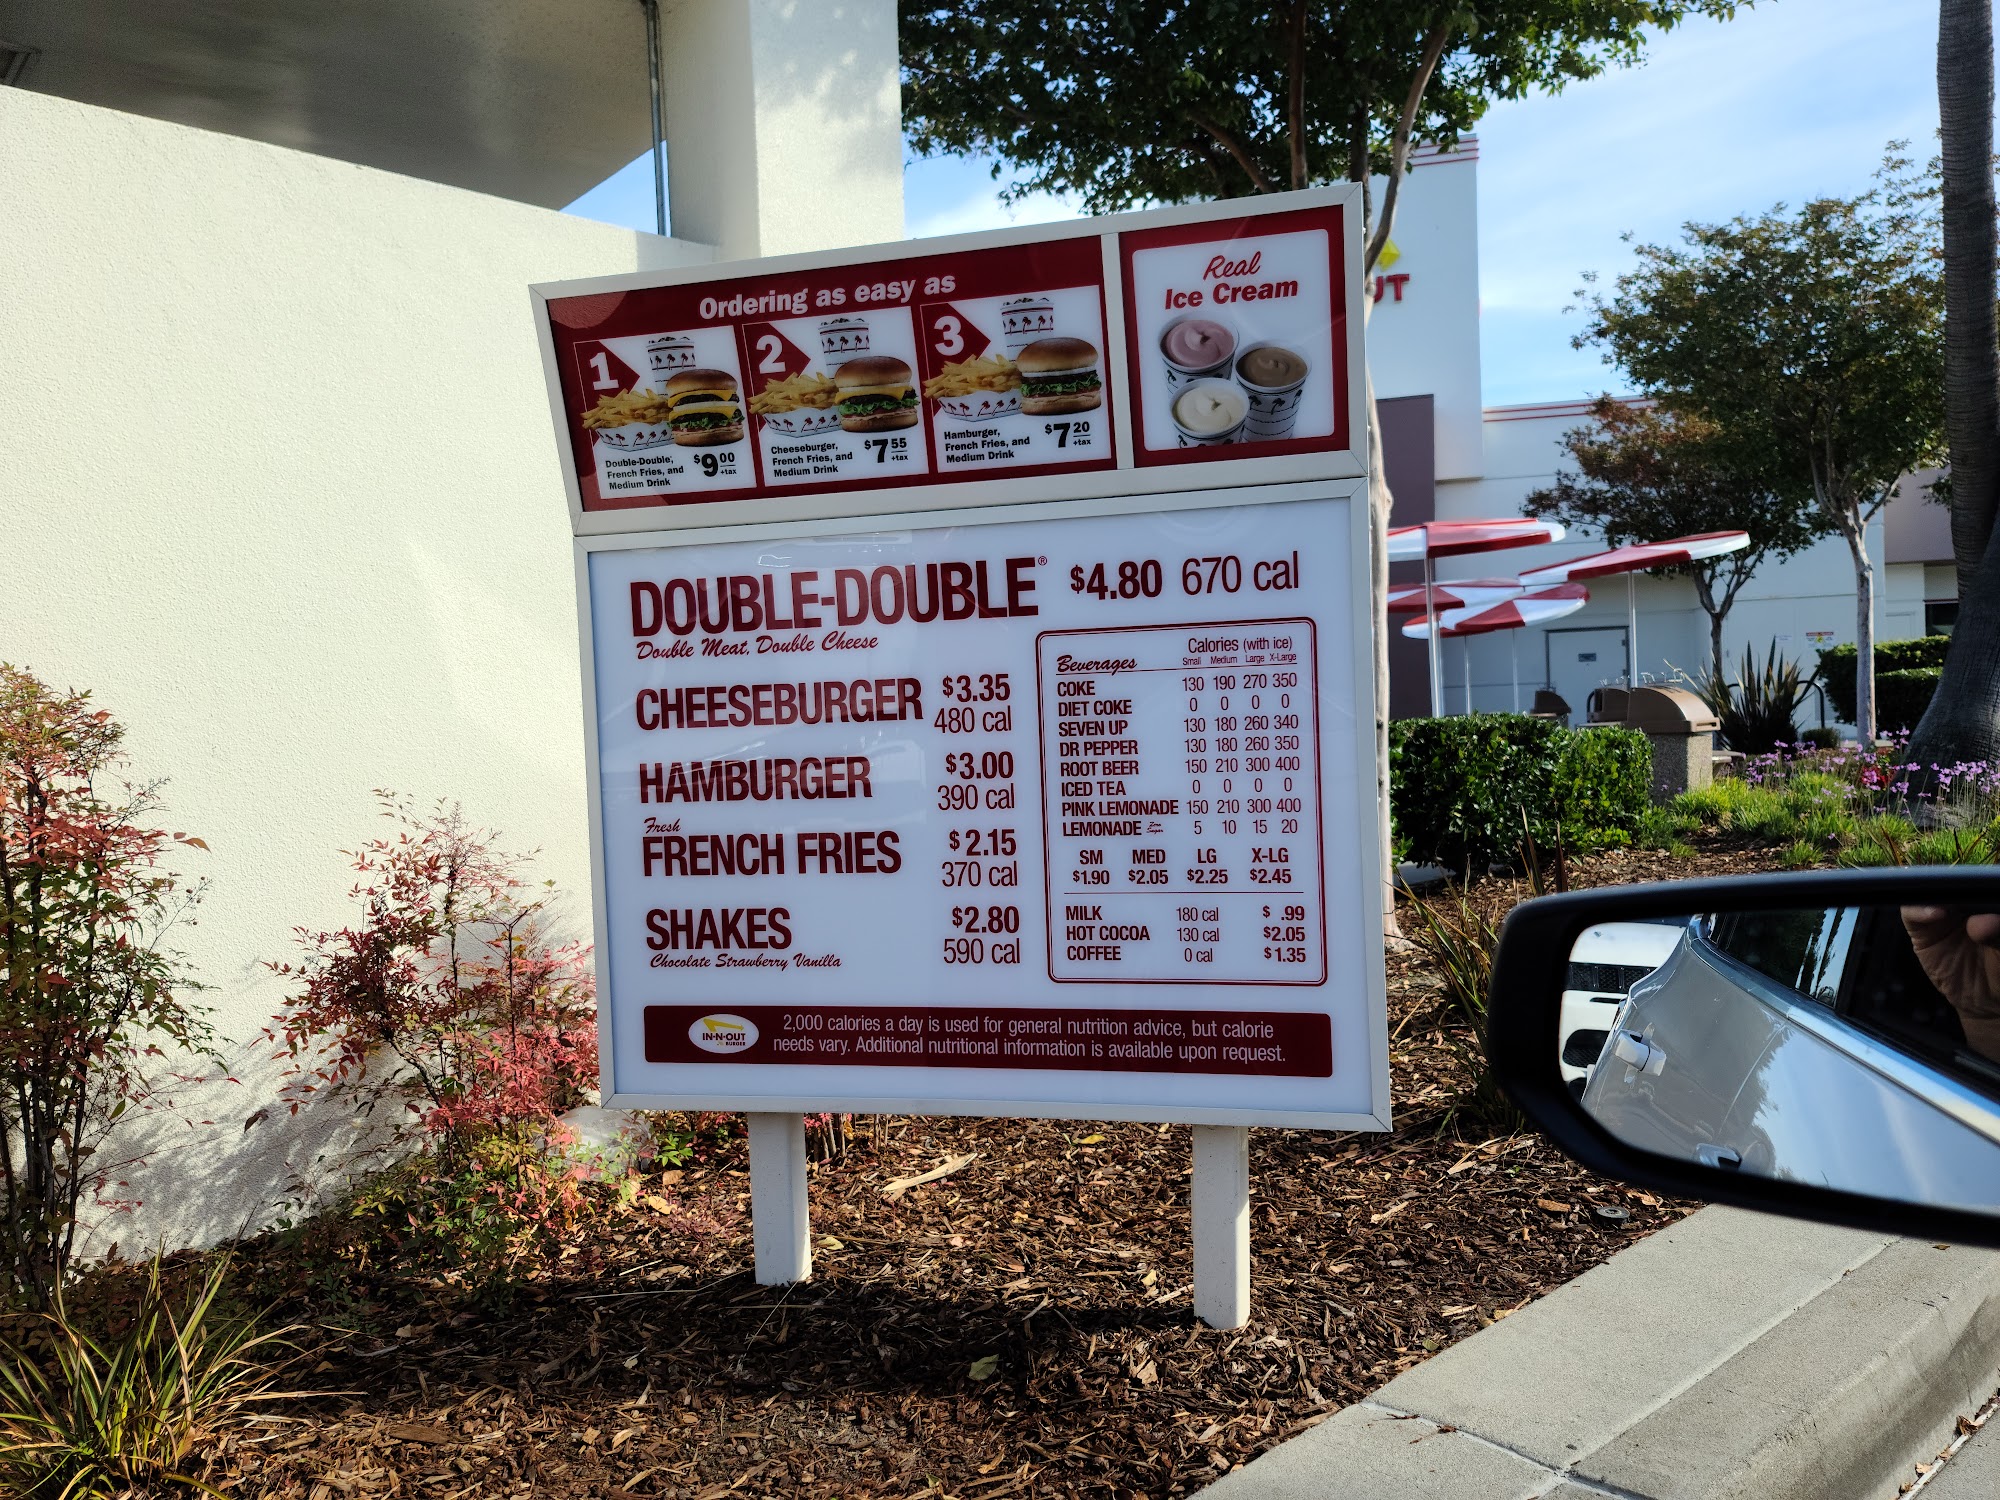 Ordering as easy as
1
Double-Double,
French Fries, and
Medium Drink
$9 00
+tax
2
Cheeseburger,
French Fries, and
Medium Drink
$7 55
+tax
3
Hamburger,
French Fries, and
Medium Drink
$7 20
+tax
Real
Ice Cream
UT
DOUBLE-DOUBLE® $4.80 670 cal
Double Meat, Double Cheese
CHEESEBURGER $3.35
480 cal
HAMBURGER $3.00
390 cal
Fresh
FRENCH FRIES $2.15
370 cal
SHAKES $2.80
590 cal
Chocolate Strawberry Vanilla
Calories (with ice)
Beverages Small Medium Large X-Large
COKE 130 190 270 350
DIET COKE 0 0 0 0
SEVEN UP 130 180 260 340
DR PEPPER 130 180 260 350
ROOT BEER 150 210 300 400
ICED TEA 0 0 0 0
PINK LEMONADE 150 210 300 400
LEMONADE Zero Sugar 5 10 15 20
SM MED LG X-LG
$1.90 $2.05 $2.25 $2.45
MILK 180 cal $ .99
HOT COCOA 130 cal $2.05
COFFEE 0 cal $1.35
IN-N-OUT
BURGER
2,000 calories a day is used for general nutrition advice, but calorie
needs vary. Additional nutritional information is available upon request.